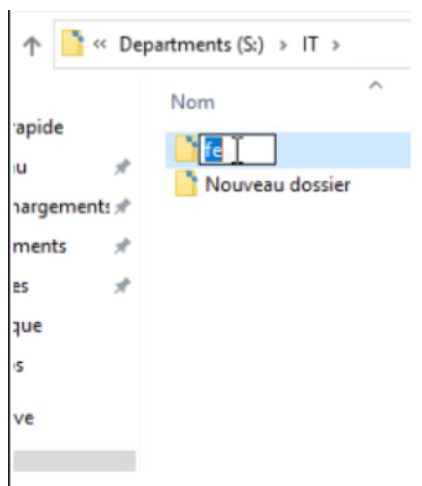 « Departments (S:) > IT >
Nom
rapide
fe
u
Nouveau dossier
hargements
ments
es
que
s
ve